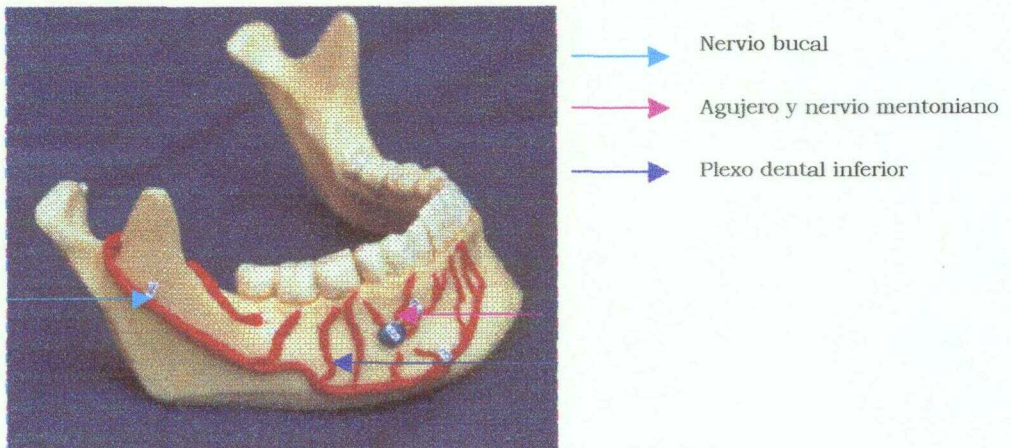 Nervio bucal
Agujero y nervio mentoniano
Plexo dental inferior